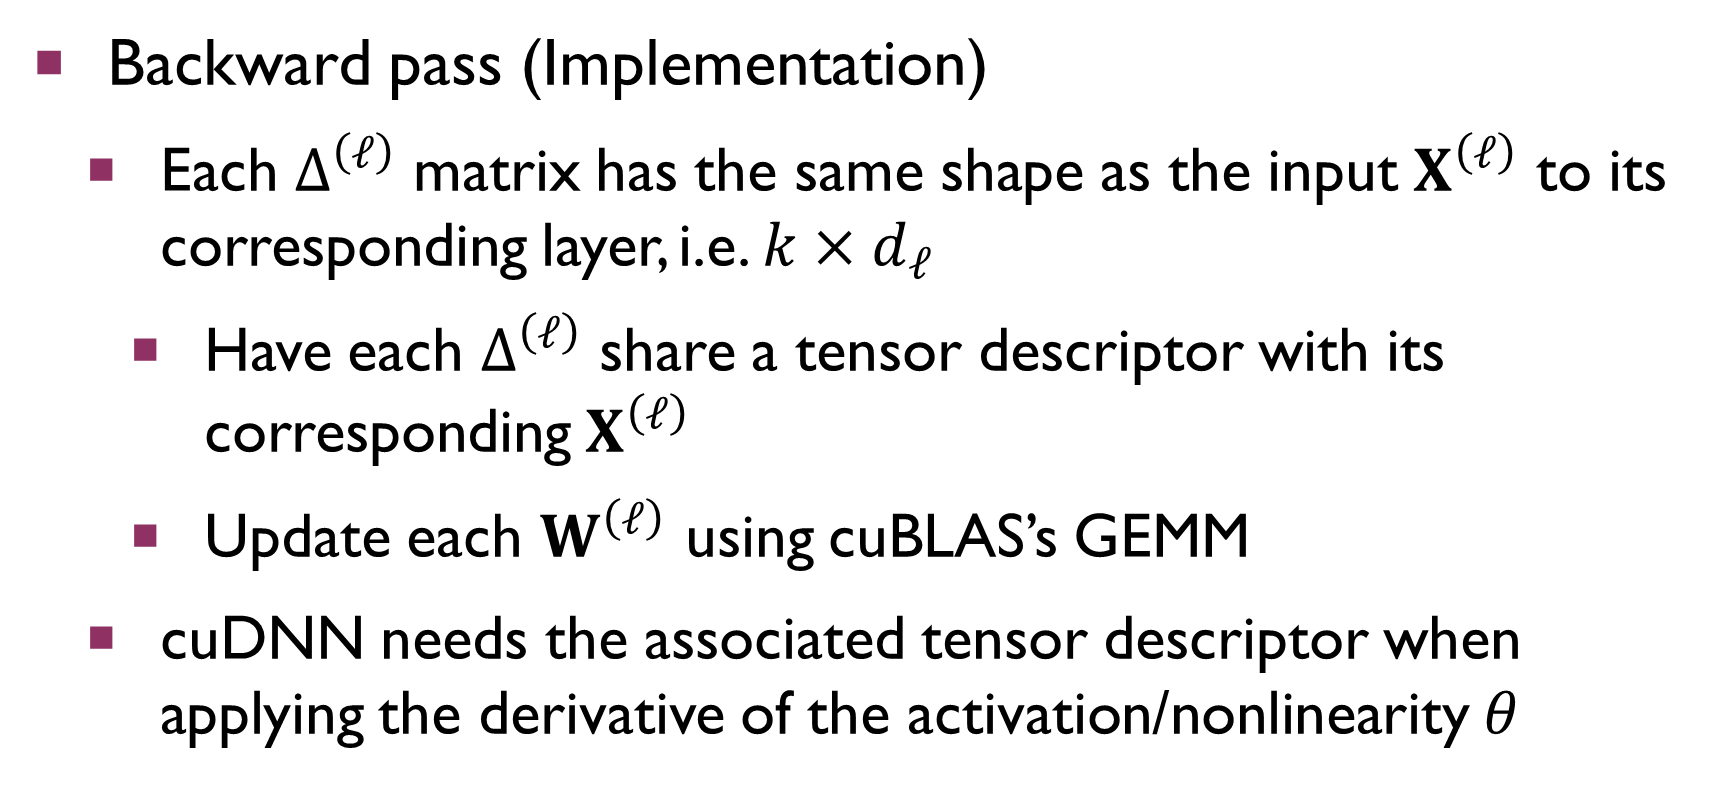 ▪ Backward pass (Implementation)
▪ Each Δ^(ℓ) matrix has the same shape as the input 𝐗^(ℓ) to its
corresponding layer, i.e. 𝑘 × 𝑑_ℓ
▪ Have each Δ^(ℓ) share a tensor descriptor with its
corresponding 𝐗^(ℓ)
▪ Update each 𝐖^(ℓ) using cuBLAS’s GEMM
▪ cuDNN needs the associated tensor descriptor when
applying the derivative of the activation/nonlinearity 𝜃